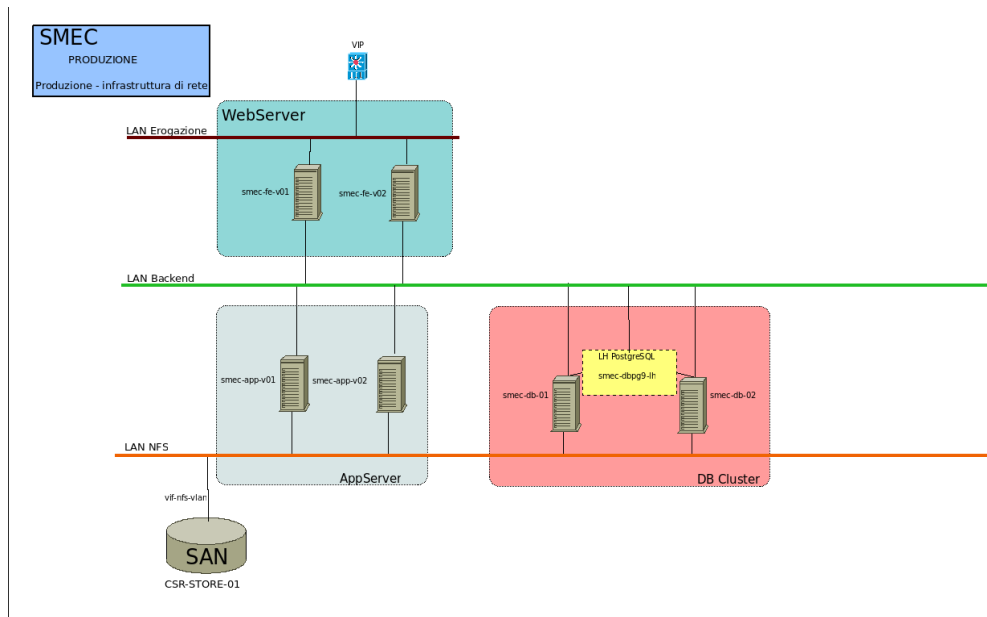 SMEC
PRODUZIONE
Produzione - infrastruttura di rete
VIP
WebServer
LAN Erogazione
smec-fe-v01
smec-fe-v02
LAN Backend
LH PostgreSQL
smec-dbpg9-lh
smec-app-v01
smec-app-v02
smec-db-01
smec-db-02
LAN NFS
AppServer
DB Cluster
vif-nfs-vlan
SAN
CSR-STORE-01